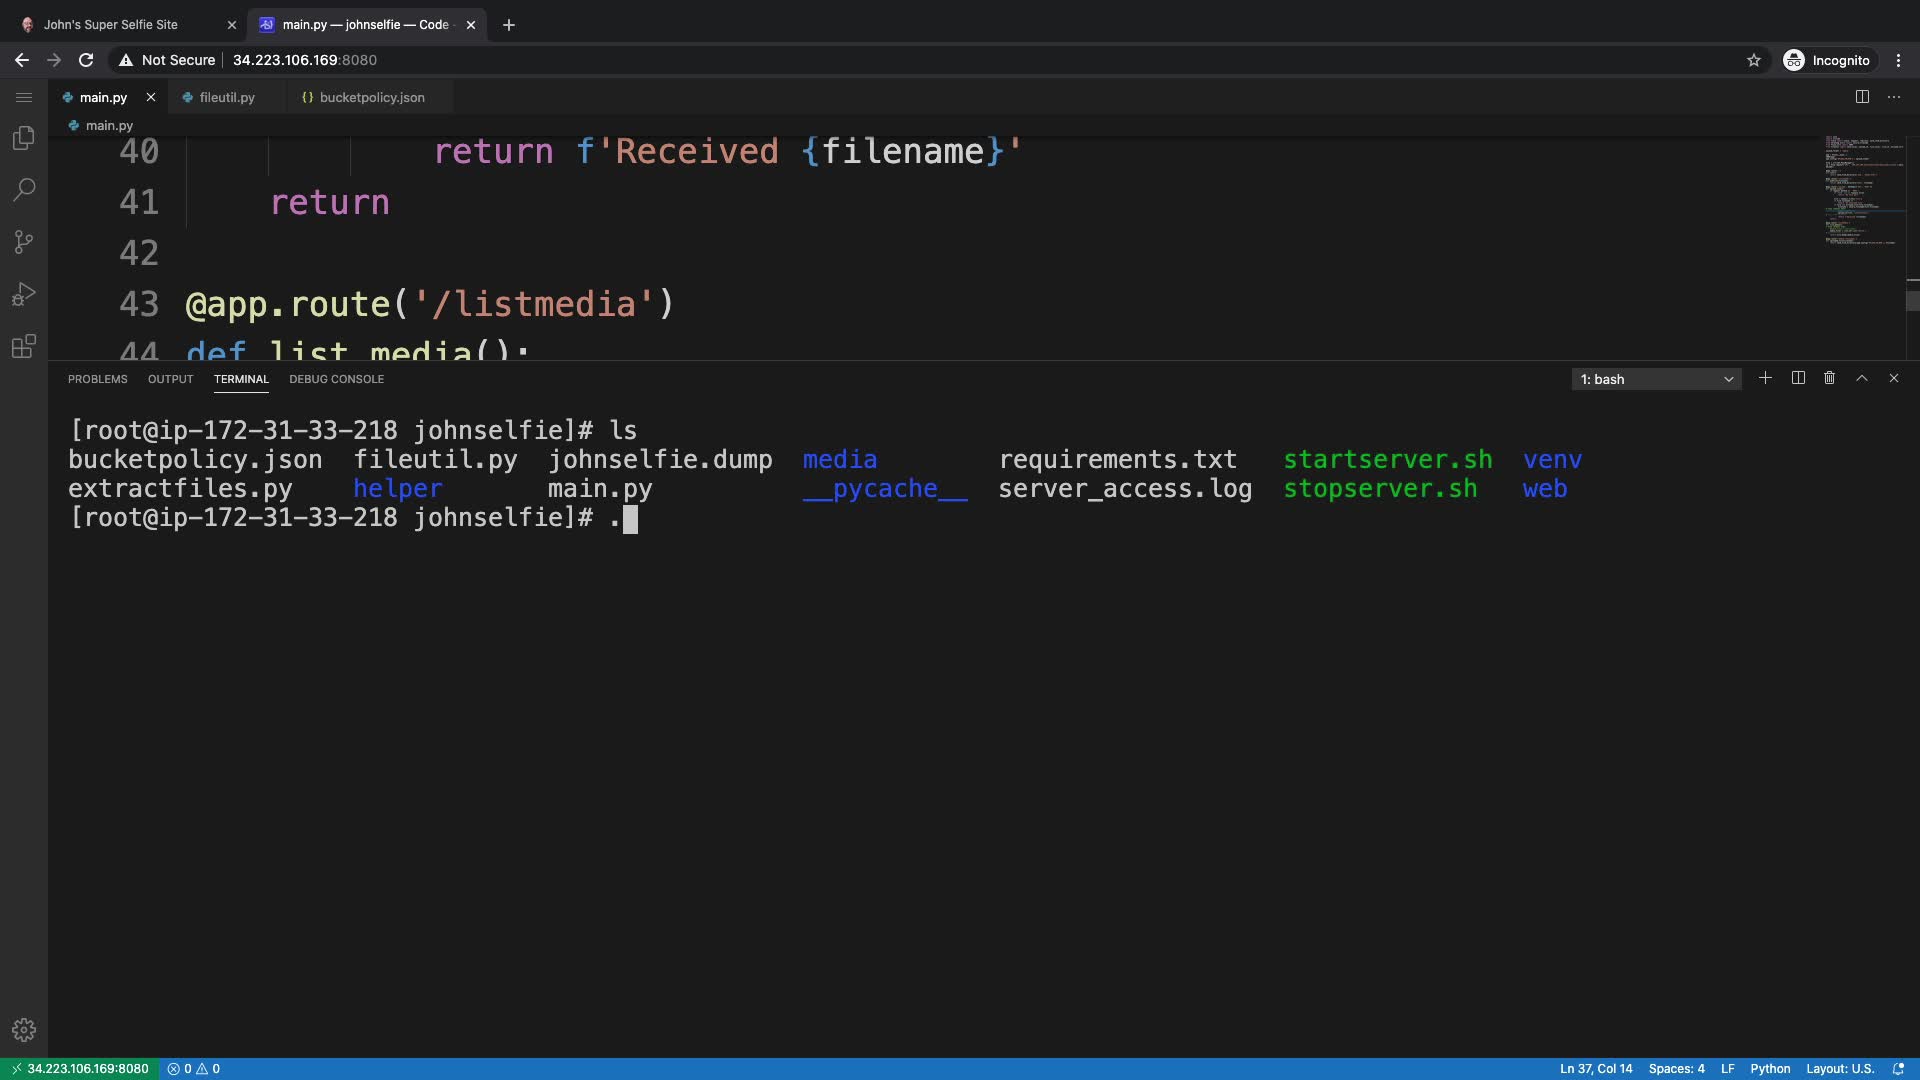 John's Super Selfie Site
main.py — johnselfie — Code -
Not Secure 34.223.106.169:8080
Incognito
main.py
fileutil.py
{} bucketpolicy.json
main.py
40 return f'Received {filename}'
41 return
42
43 @app.route('/listmedia')
44 def list_media():
PROBLEMS OUTPUT TERMINAL DEBUG CONSOLE
1: bash
[root@ip-172-31-33-218 johnselfie]# ls
bucketpolicy.json fileutil.py johnselfie.dump media requirements.txt startserver.sh venv
extractfiles.py helper main.py __pycache__ server_access.log stopserver.sh web
[root@ip-172-31-33-218 johnselfie]# .
34.223.106.169:8080 0 0 Ln 37, Col 14 Spaces: 4 LF Python Layout: U.S.